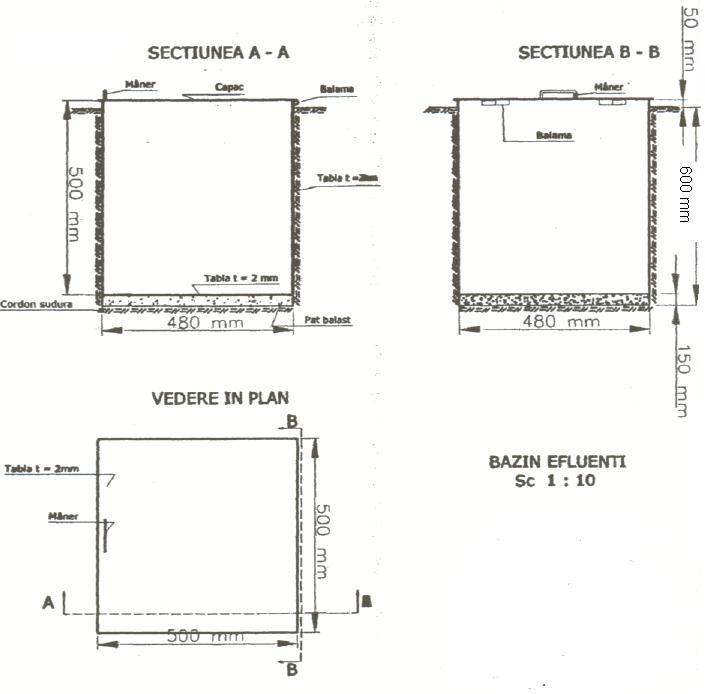 SECTIUNEA A - A
Mâner
Capac
Balama
500 mm
Tabla t =2mm
Tabla t = 2 mm
Cordon sudura
480 mm
Pat balast
SECTIUNEA B - B
50 mm
Mâner
Balama
600 mm
480 mm
150 mm
VEDERE IN PLAN
B
Tabla t = 2mm
Mâner
500 mm
A
500 mm
B
BAZIN EFLUENTI
Sc 1 : 10